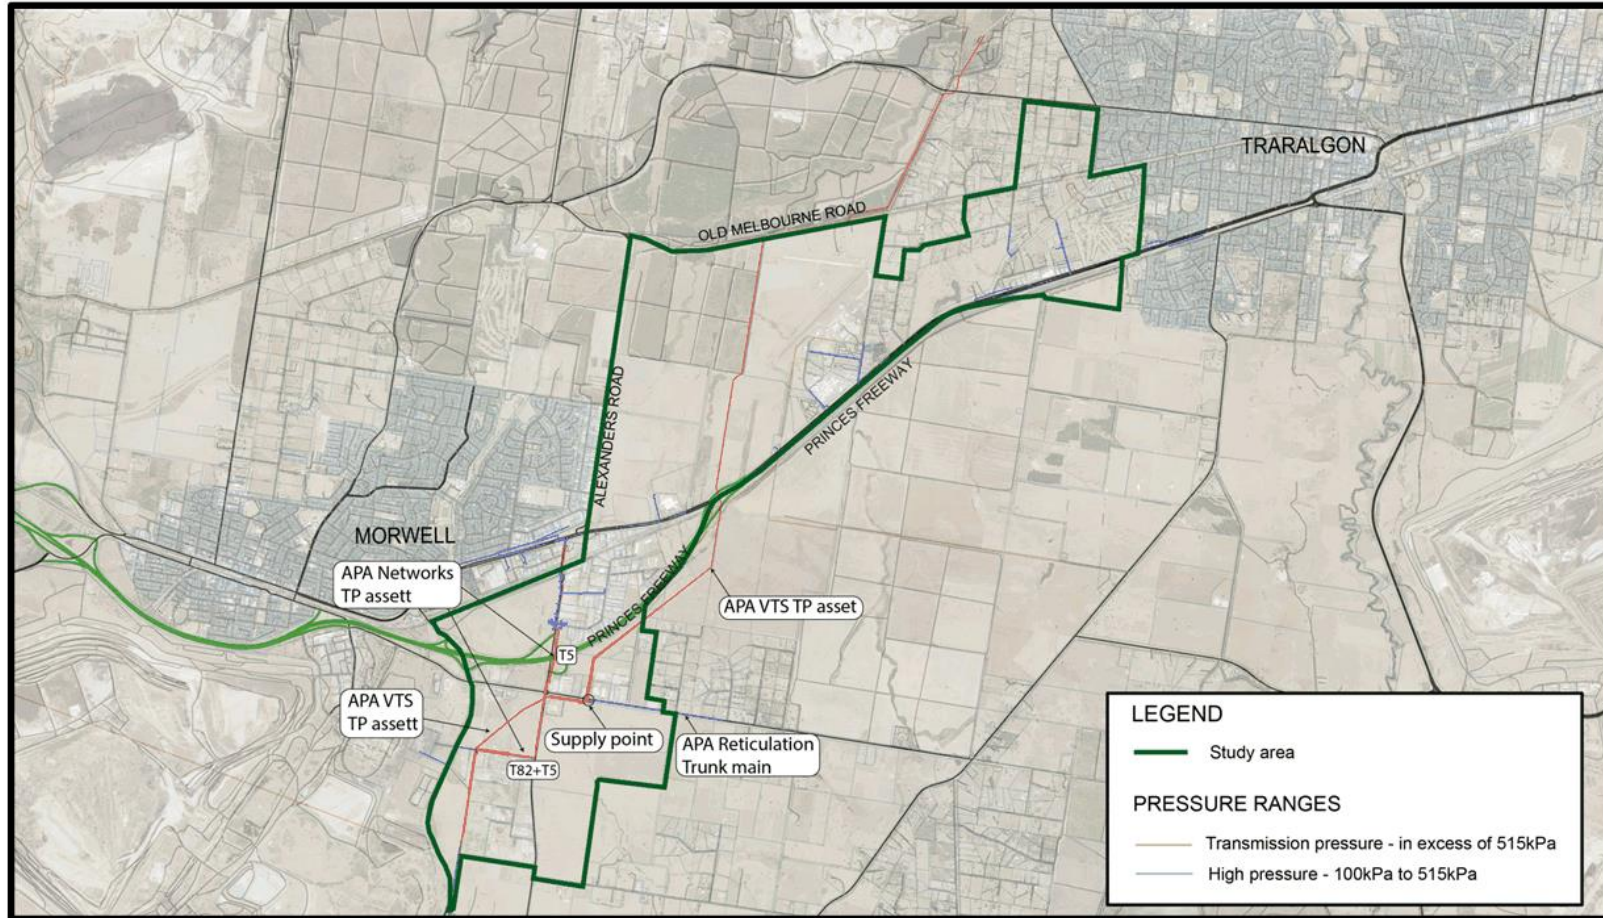 TRARALGON
OLD MELBOURNE ROAD
ALEXANDERS ROAD
PRINCES FREEWAY
MORWELL
APA Networks
TP assett
PRINCES FREEWAY
APA VTS TP asset
T5
APA VTS
TP assett
Supply point
APA Reticulation
Trunk main
T82+T5
LEGEND
Study area
PRESSURE RANGES
Transmission pressure - in excess of 515kPa
High pressure - 100kPa to 515kPa